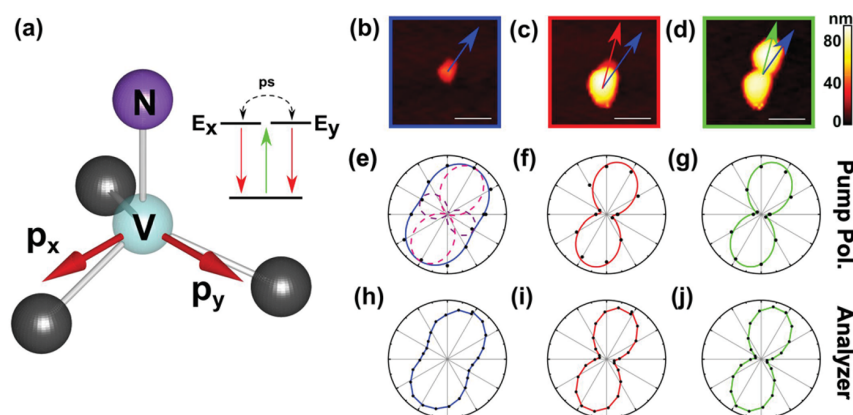 (a)
N
V
px
py
ps
Ex
Ey
(b)
(c)
(d)
nm
80
40
0
(e)
(f)
(g)
Pump Pol.
(h)
(i)
(j)
Analyzer